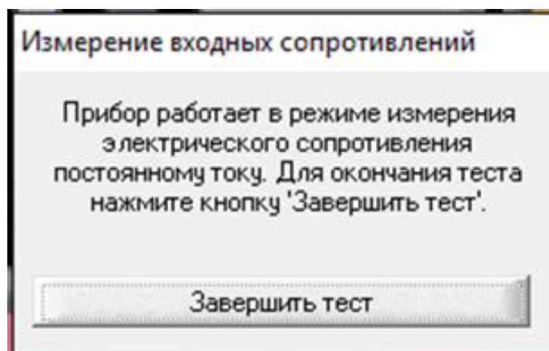 Измерение входных сопротивлений
Прибор работает в режиме измерения
электрического сопротивления
постоянному току. Для окончания теста
нажмите кнопку 'Завершить тест'.
Завершить тест